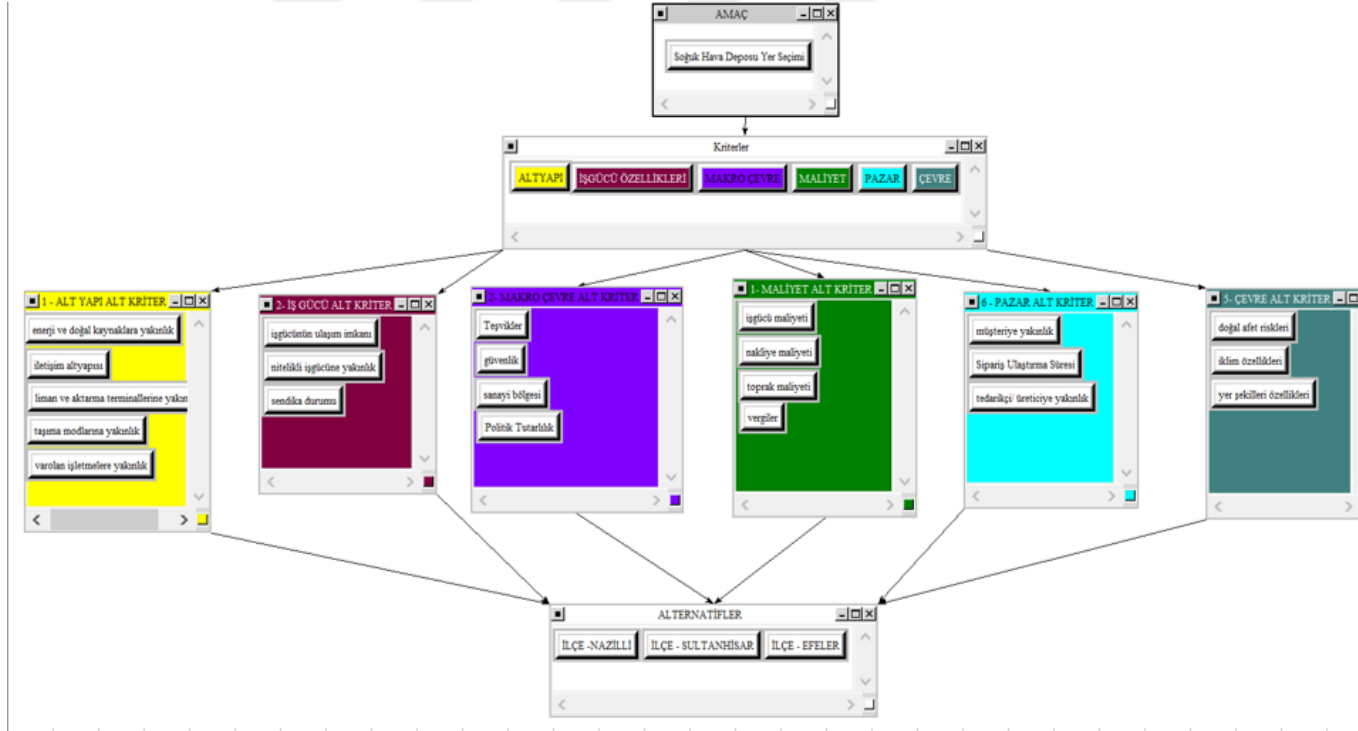 AMAÇ
Soğuk Hava Deposu Yer Seçimi
Kriterler
ALTYAPI
İŞGÜCÜ ÖZELLİKLERİ
MAKRO ÇEVRE
MALİYET
PAZAR
ÇEVRE
1 - ALT YAPI ALT KRİTER
enerji ve doğal kaynaklara yakınlık
iletişim altyapısı
liman ve aktarma terminallerine yakın
taşıma modlarına yakınlık
varolan işletmelere yakınlık
2- İŞ GÜCÜ ALT KRİTER
işgücünün ulaşım imkanı
nitelikli işgücüne yakınlık
sendika durumu
2- MAKRO ÇEVRE ALT KRİTER
Teşvikler
güvenlik
sanayi bölgesi
Politik Tutarlılık
1- MALİYET ALT KRİTER
işgücü maliyeti
nakliye maliyeti
toprak maliyeti
vergiler
6 - PAZAR ALT KRİTER
müşteriye yakınlık
Sipariş Ulaştırma Süresi
tedarikçi/ üreticiye yakınlık
5- ÇEVRE ALT KRİTER
doğal afet riskleri
iklim özellikleri
yer şekilleri özellikleri
ALTERNATİFLER
İLÇE -NAZİLLİ
İLÇE - SULTANHİSAR
İLÇE - EFELER